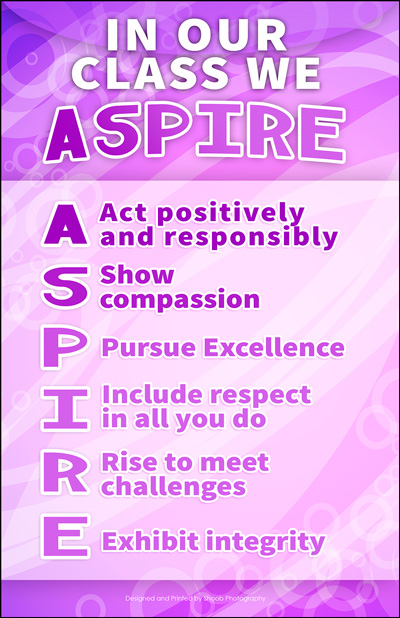 IN OUR
CLASS WE
ASPIRE
A Act positively
and responsibly
S Show
compassion
P Pursue Excellence
I Include respect
in all you do
R Rise to meet
challenges
E Exhibit integrity
Designed and Printed by Shoob Photography